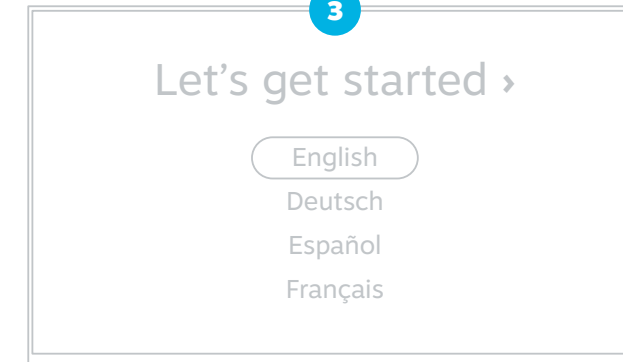 3
Let's get started ›
English
Deutsch
Español
Français